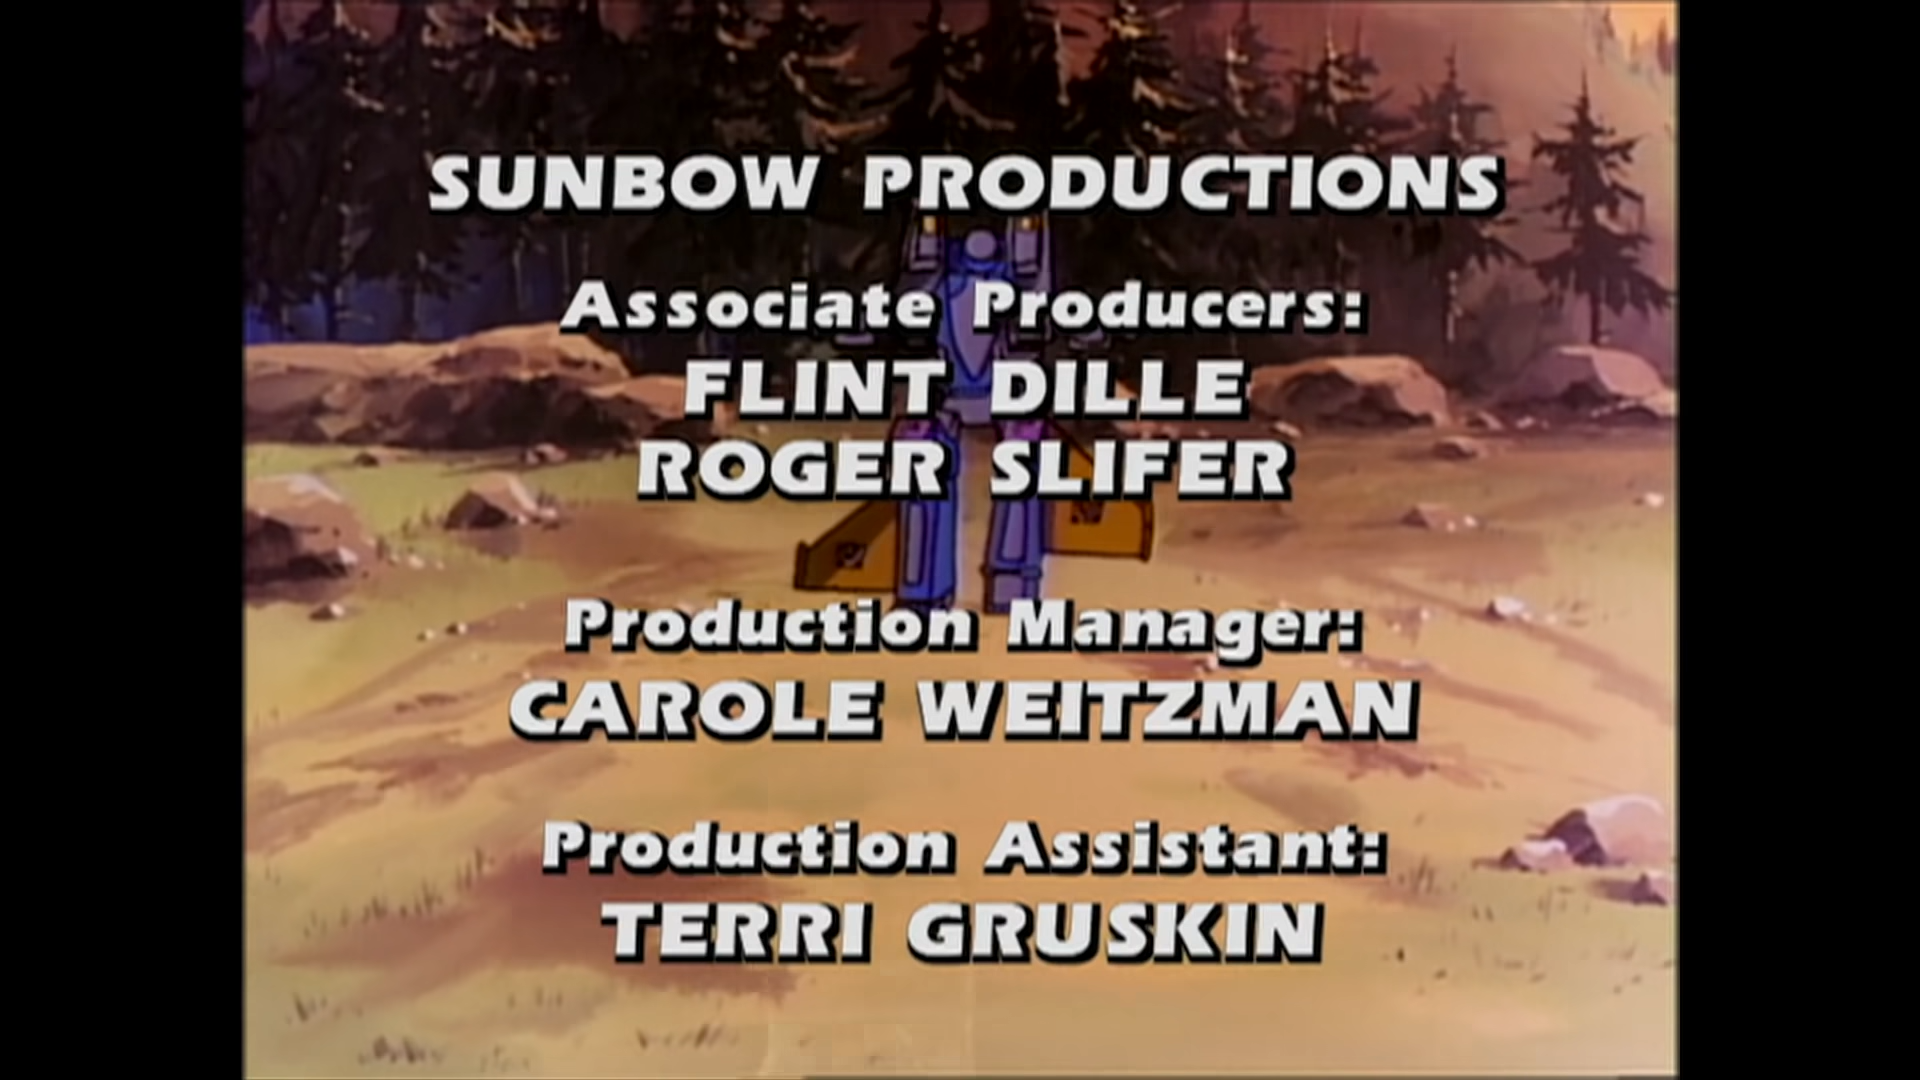 SUNBOW PRODUCTIONS
Associate Producers:
FLINT DILLE
ROGER SLIFER
Production Manager:
CAROLE WEITZMAN
Production Assistant:
TERRI GRUSKIN